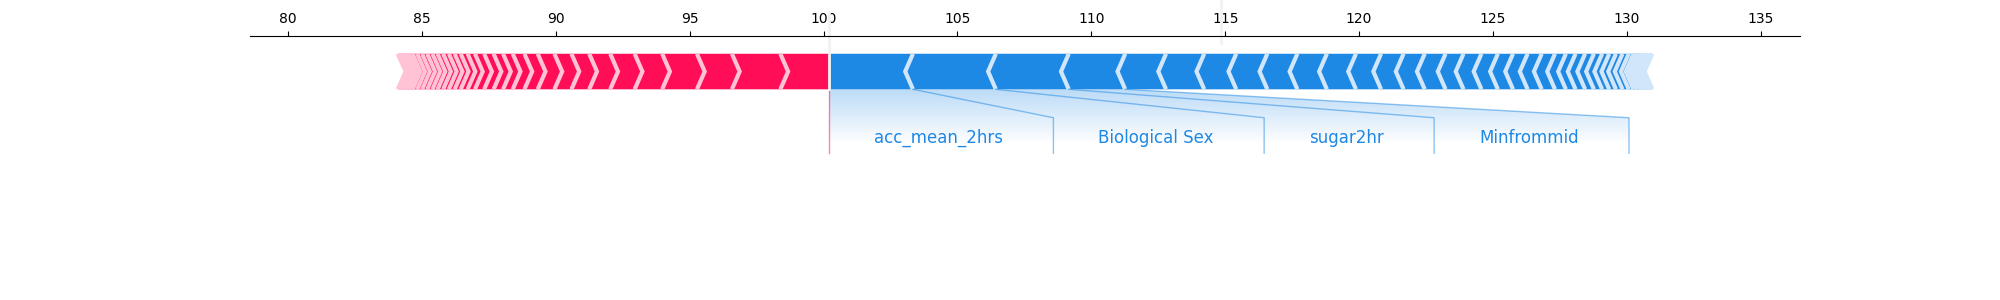 80 85 90 95 100 105 110 115 120 125 130 135
acc_mean_2hrs Biological Sex sugar2hr Minfrommid